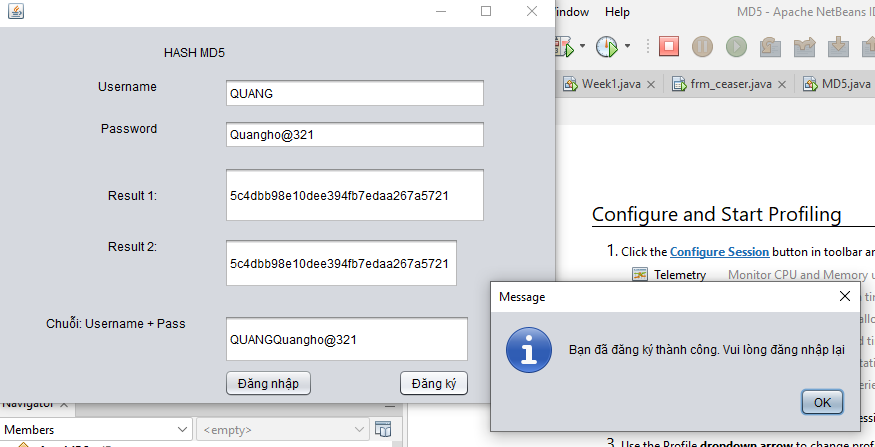 HASH MD5
Username
QUANG
Password
Quangho@321
Result 1:
5c4dbb98e10dee394fb7edaa267a5721
Result 2:
5c4dbb98e10dee394fb7edaa267a5721
Chuỗi: Username + Pass
QUANGQuangho@321
Đăng nhập
Đăng ký
Navigator
Members
<empty>
Window Help
MD5 - Apache NetBeans ID
Week1.java
frm_ceaser.java
MD5.java
Configure and Start Profiling
1. Click the Configure Session button in toolbar an
Telemetry Monitor CPU and Memory u
Message
Bạn đã đăng ký thành công. Vui lòng đăng nhập lại
OK
3. Use the Profile dropdown arrow to change prof